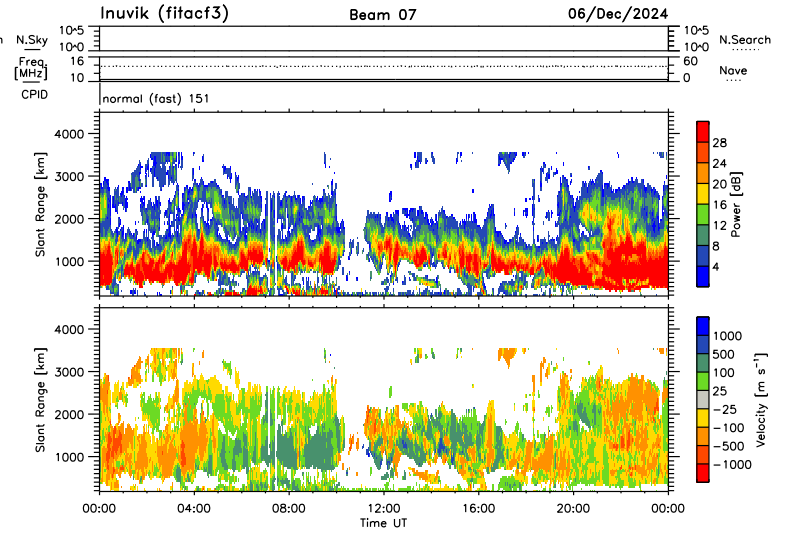 Inuvik (fitacf3) Beam 07 06/Dec/2024
10^5 10^5
n N.Sky N.Search
10^0 10^0
16 60
Freq.
[MHz] Nave
10 0
CPID
normal (fast) 151
4000
3000
2000
1000
Slant Range [km]
28
24
20
16
12
8
4
Power [dB]
4000
3000
2000
1000
Slant Range [km]
1000
500
100
25
-25
-100
-500
-1000
Velocity [m s^-1]
00:00 04:00 08:00 12:00 16:00 20:00 00:00
Time UT